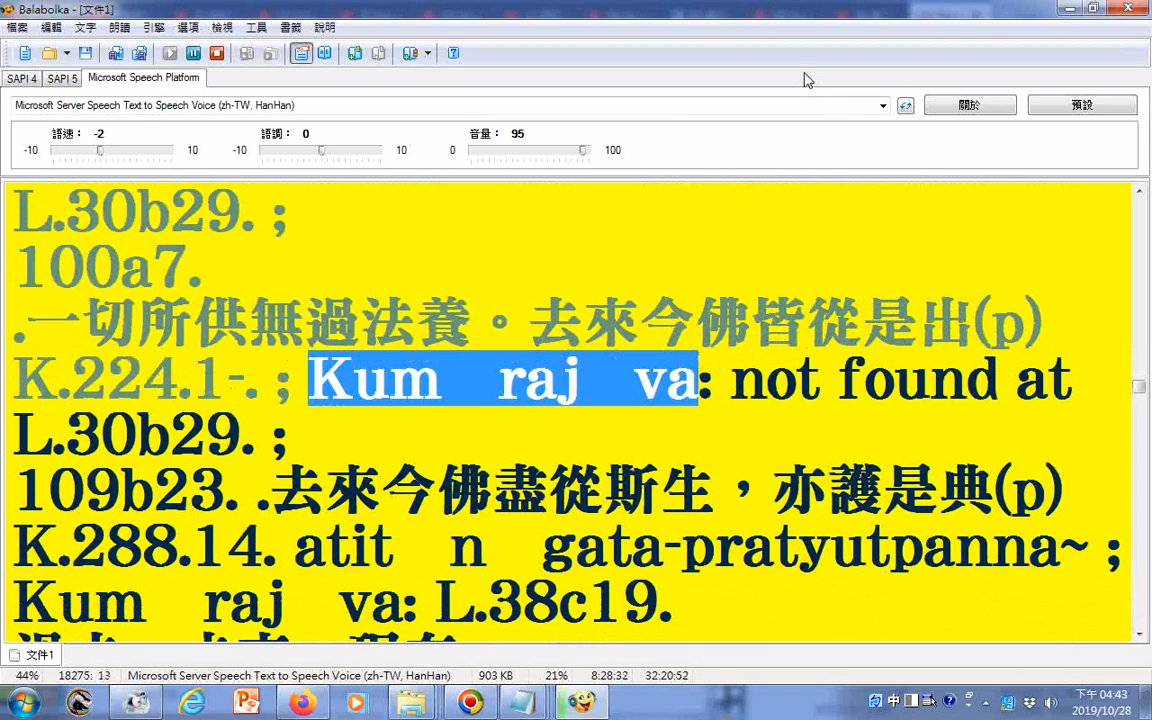 Balabolka - [文件1]
檔案 編輯 文字 朗讀 引擎 選項 檢視 工具 書籤 說明
SAPI 4 SAPI 5 Microsoft Speech Platform
Microsoft Server Speech Text to Speech Voice (zh-TW, HanHan) 關於 預設
語速： -2 語調： 0 音量： 95
-10 10 -10 10 0 100
L.30b29. ;
100a7.
.一切所供無過法養。去來今佛皆從是出(p)
K.224.1-. ; Kum raj va: not found at
L.30b29. ;
109b23. .去來今佛盡從斯生，亦護是典(p)
K.288.14. atit n gata-pratyutpanna~ ;
Kum raj va: L.38c19.
文件1
44% 18275: 13 Microsoft Server Speech Text to Speech Voice (zh-TW, HanHan) 903 KB 21% 8:28:32 32:20:52
中
下午 04:43
2019/10/28